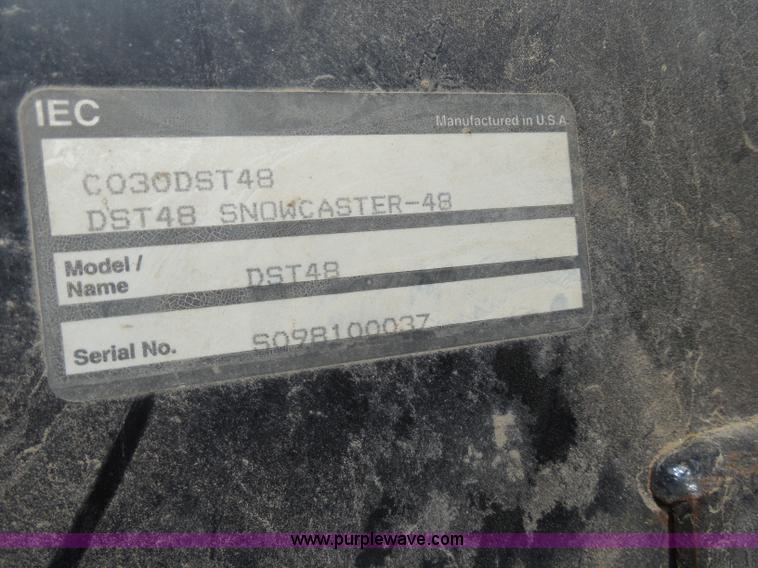 IEC
Manufactured in U.S.A
C030DST48
DST48 SNOWCASTER-48
Model / Name DST48
Serial No. S098100037
www.purplewave.com